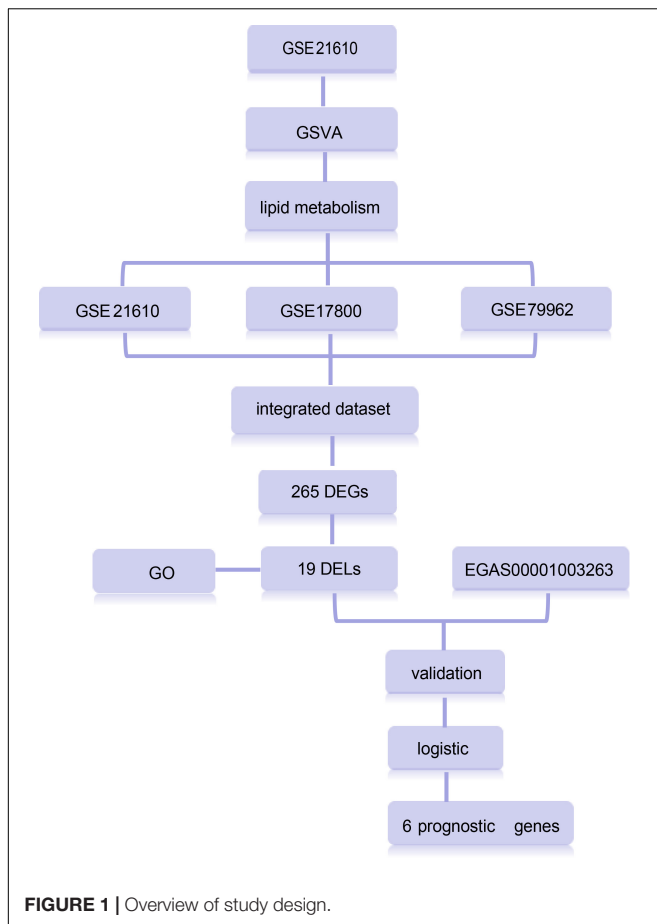 GSE21610
GSVA
lipid metabolism
GSE21610
GSE17800
GSE79962
integrated dataset
265 DEGs
GO
19 DELs
EGAS00001003263
validation
logistic
6 prognostic genes
FIGURE 1 | Overview of study design.